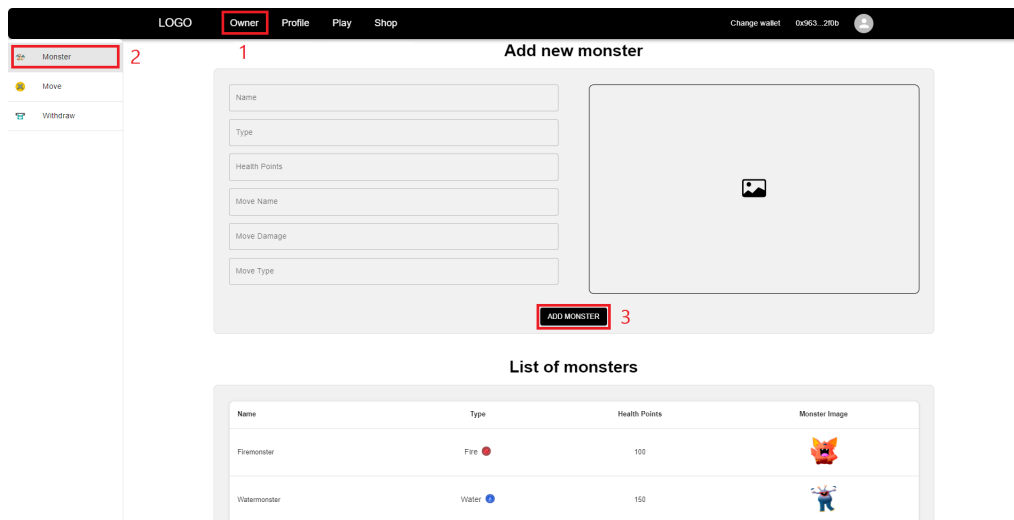 LOGO Owner Profile Play Shop Change wallet 0x963...2f0b
1
2
Monster
Move
Withdraw
Add new monster
Name
Type
Health Points
Move Name
Move Damage
Move Type
ADD MONSTER 3
List of monsters
Name Type Health Points Monster Image
Firemonster Fire 100
Watermonster Water 150